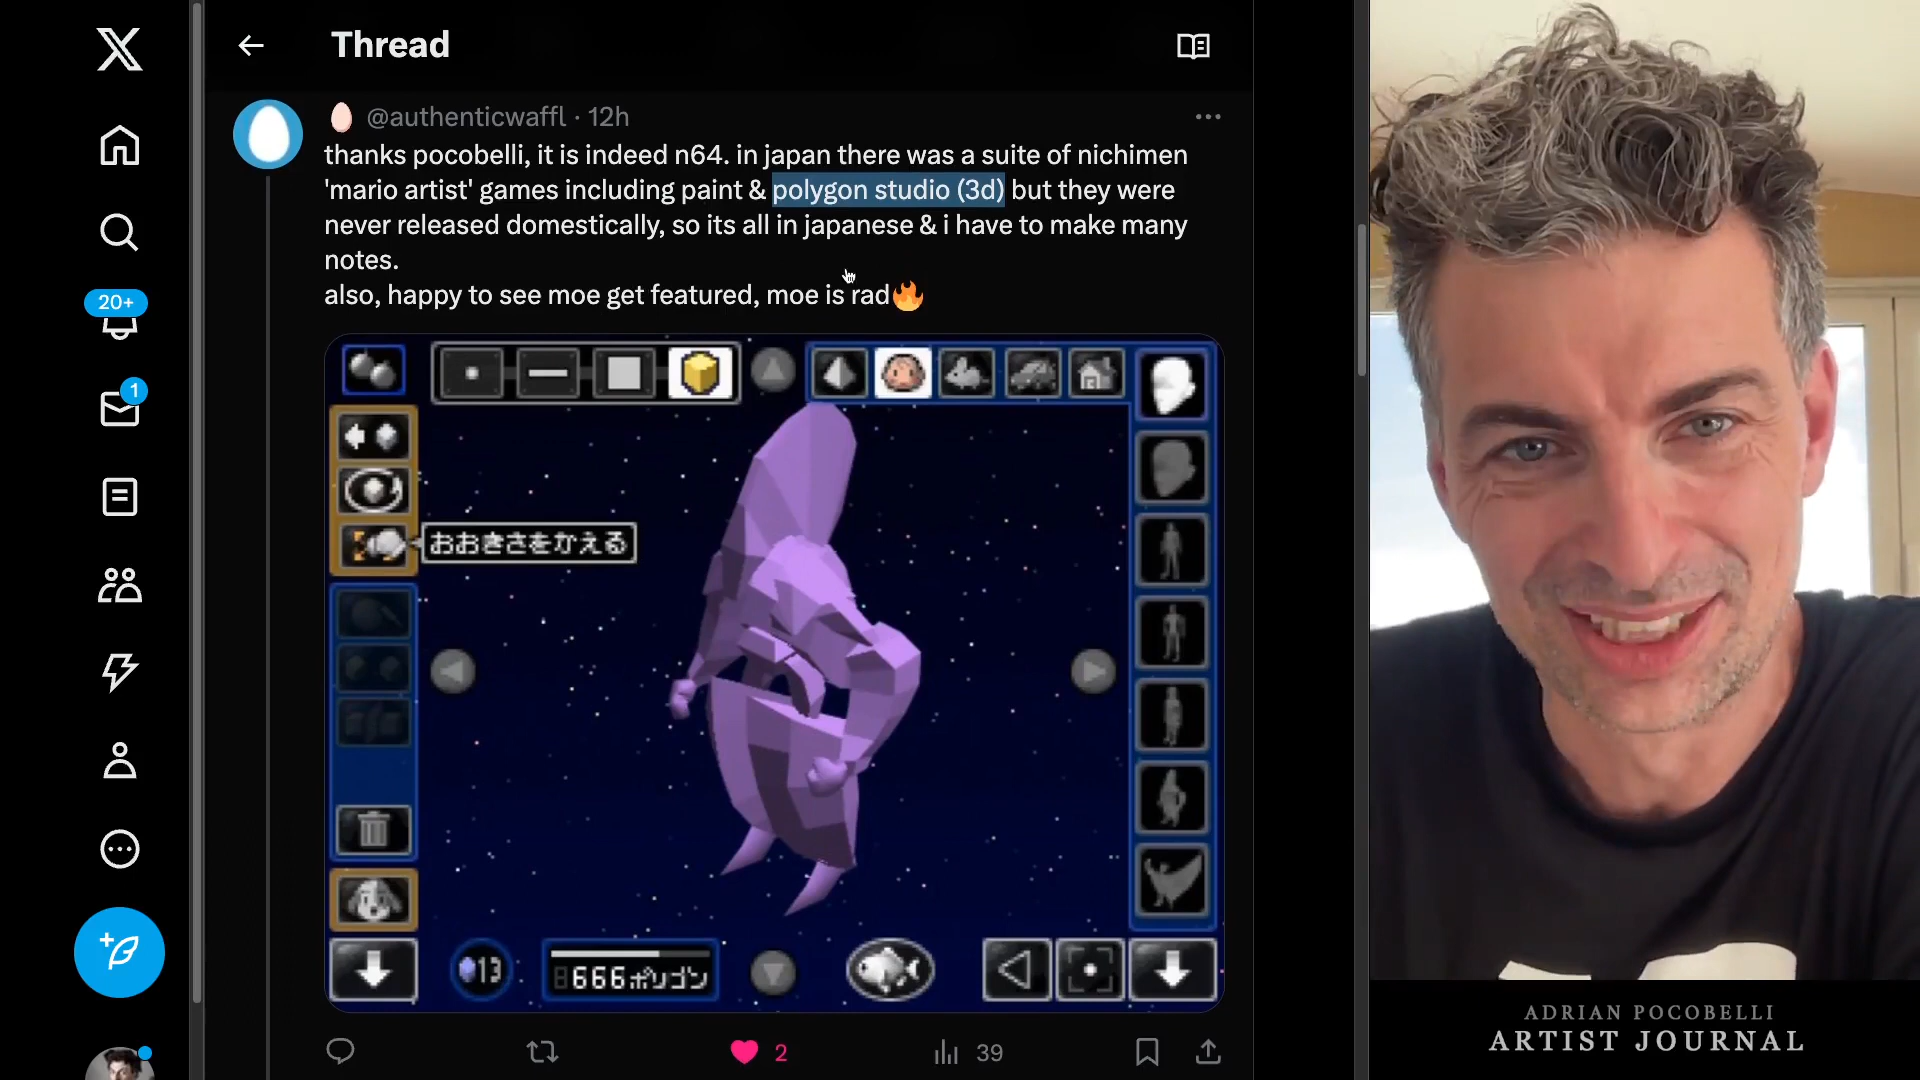 Thread
@authenticwaffl · 12h
thanks pocobelli, it is indeed n64. in japan there was a suite of nichimen
'mario artist' games including paint & polygon studio (3d) but they were
never released domestically, so its all in japanese & i have to make many
notes.
also, happy to see moe get featured, moe is rad🔥
20+
1
おおきさをかえる
13
666ポリゴン
2
39
ADRIAN POCOBELLI
ARTIST JOURNAL